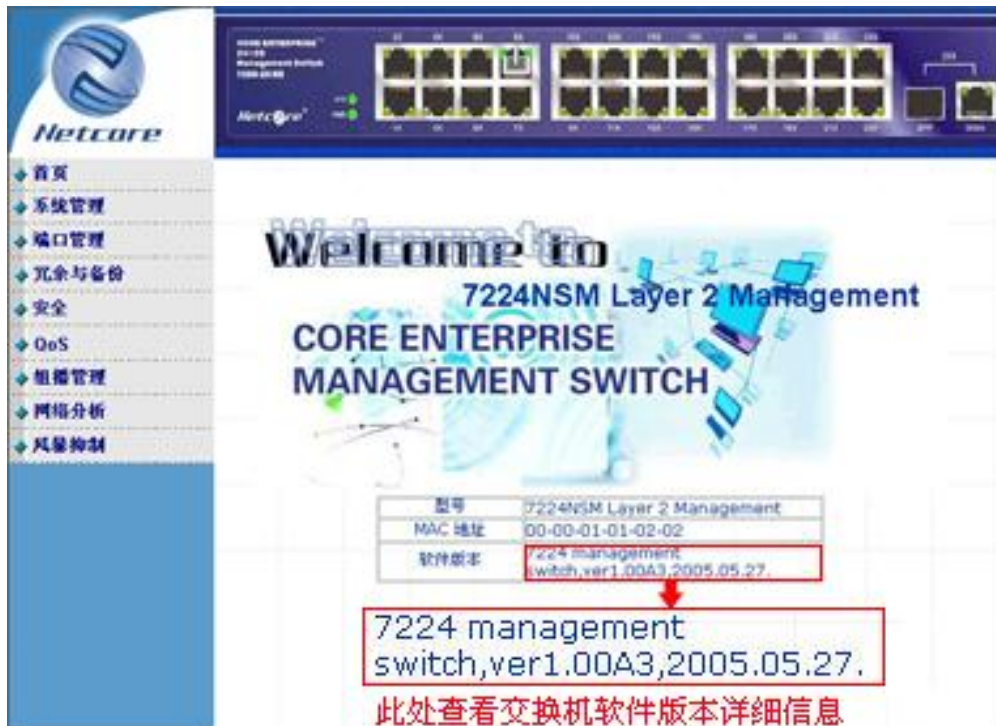 Netcore
CORE ENTERPRISE
Management Switch
Netcore
首页
系统管理
端口管理
冗余与备份
安全
QoS
组播管理
网络分析
风暴抑制
Welcome to
7224NSM Layer 2 Management
CORE ENTERPRISE
MANAGEMENT SWITCH
型号 7224NSM Layer 2 Management
MAC 地址 00-00-01-01-02-02
软件版本 7224 management
switch,ver1.00A3,2005.05.27.
7224 management
switch,ver1.00A3,2005.05.27.
此处查看交换机软件版本详细信息